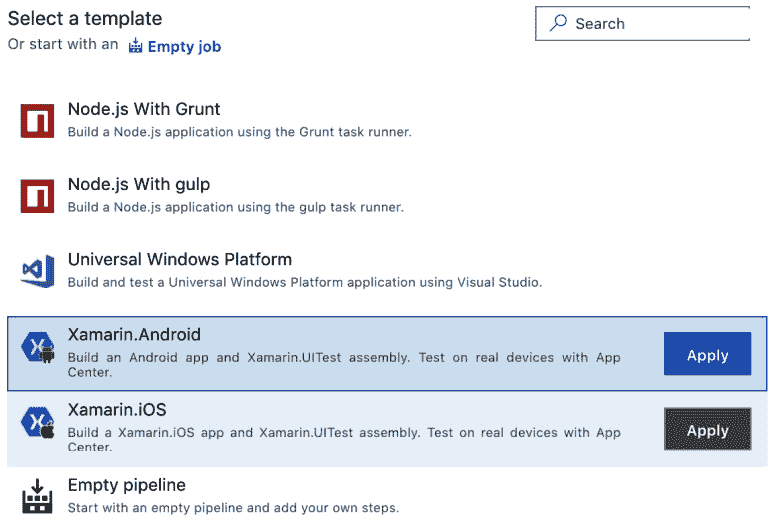 Select a template
Search
Or start with an Empty job
Node.js With Grunt
Build a Node.js application using the Grunt task runner.
Node.js With gulp
Build a Node.js application using the gulp task runner.
Universal Windows Platform
Build and test a Universal Windows Platform application using Visual Studio.
Xamarin.Android
Build an Android app and Xamarin.UITest assembly. Test on real devices with App
Center.
Apply
Xamarin.iOS
Build a Xamarin.iOS app and Xamarin.UITest assembly. Test on real devices with App
Center.
Apply
Empty pipeline
Start with an empty pipeline and add your own steps.